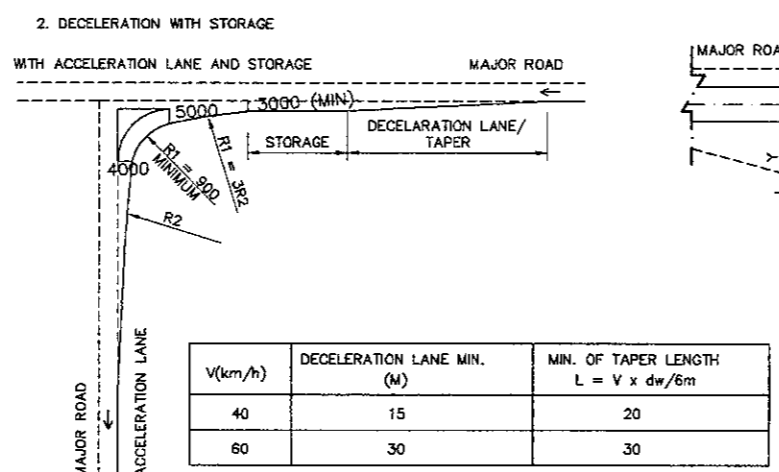 2. DECELERATION WITH STORAGE
WITH ACCELERATION LANE AND STORAGE
MAJOR ROAD
MAJOR ROA
5000
3000 (MIN)
STORAGE
DECELARATION LANE/
TAPER
4000
R1 = 900
MINIMUM
R1 = 3R2
R2
Y
MAJOR ROAD
ACCELERATION LANE
V(km/h)
DECELERATION LANE MIN.
(M)
MIN. OF TAPER LENGTH
L = V x dw/6m
40 15 20
60 30 30